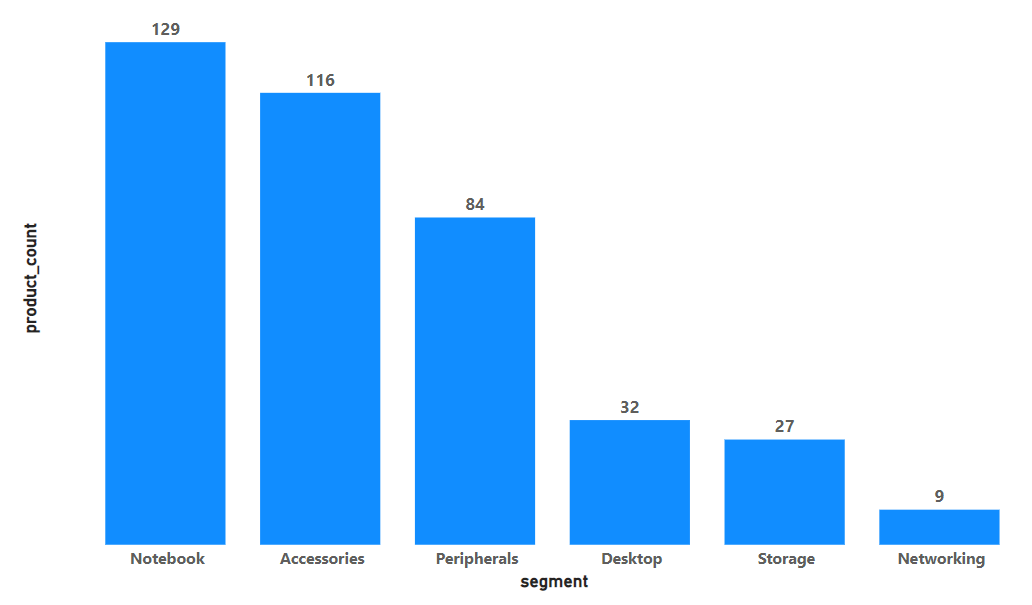 129
116
84
32
27
9
product_count
Notebook Accessories Peripherals Desktop Storage Networking
segment